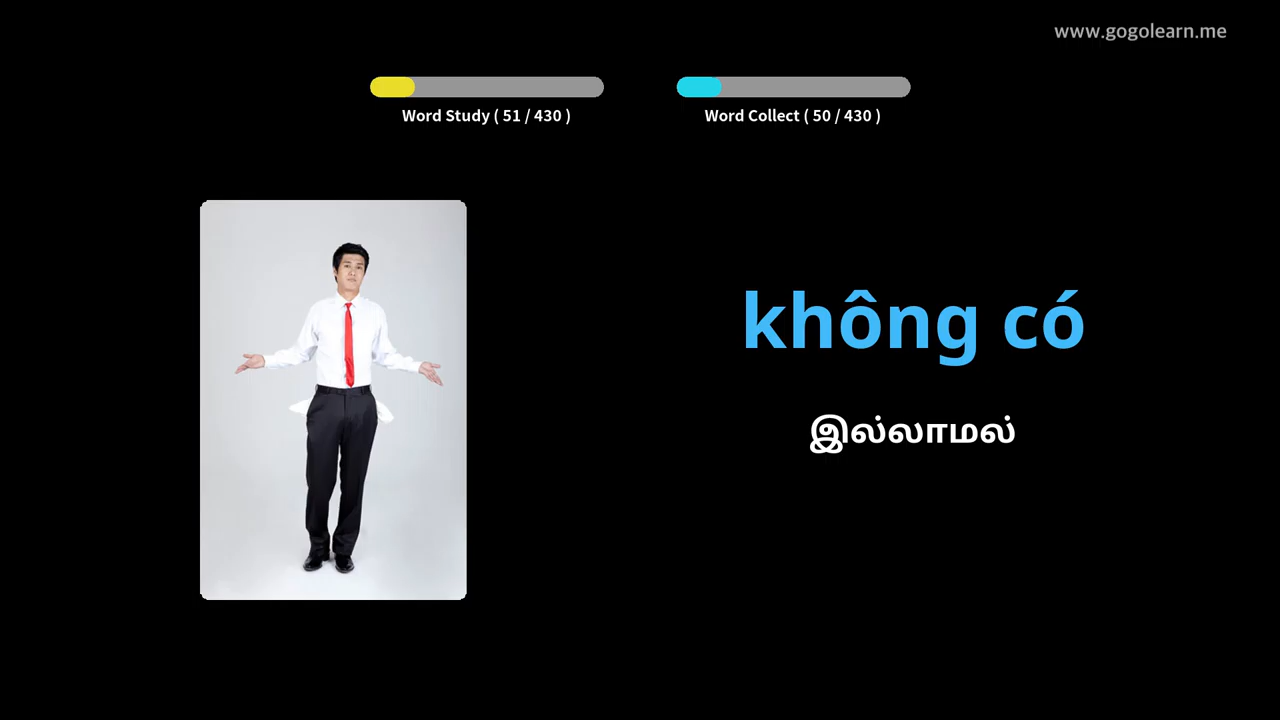 www.gogolearn.me
Word Study ( 51 / 430 )
Word Collect ( 50 / 430 )
không có
இல்லாமல்